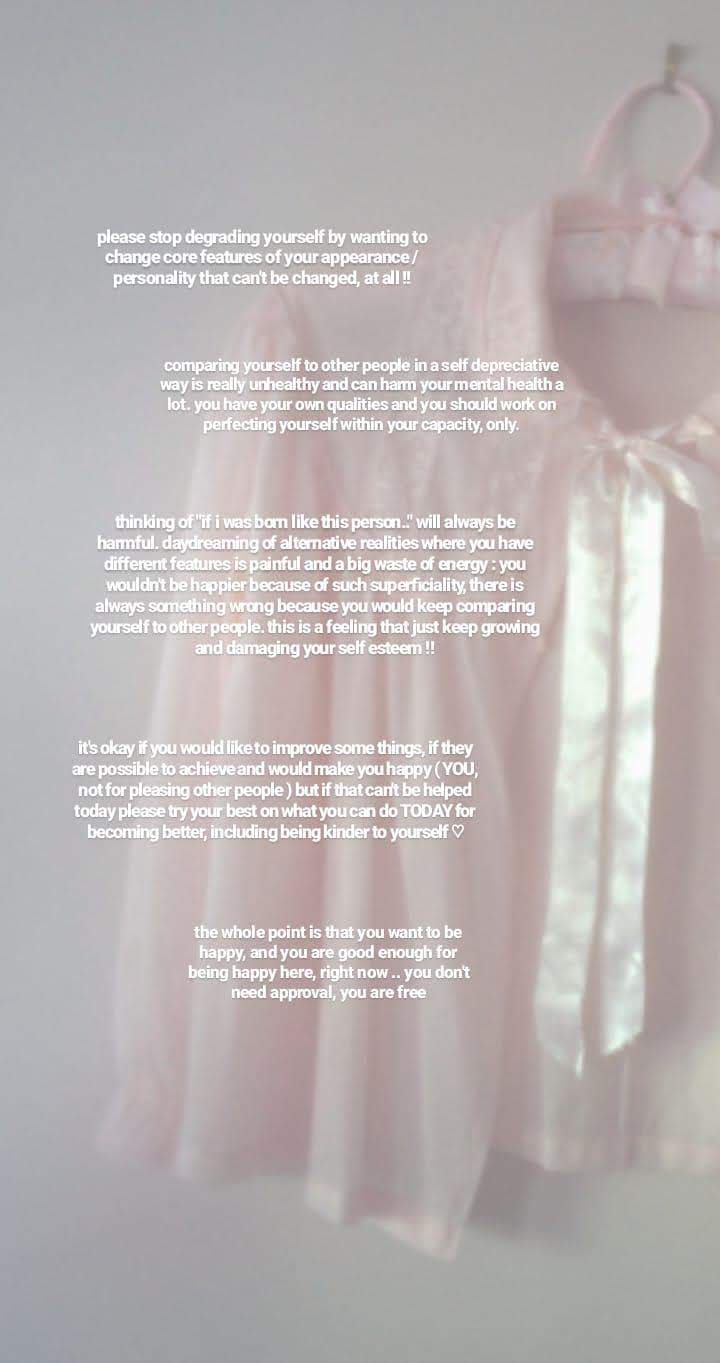 please stop degrading yourself by wanting to
change core features of your appearance /
personality that can't be changed, at all !!
comparing yourself to other people in a self depreciative
way is really unhealthy and can harm your mental health a
lot. you have your own qualities and you should work on
perfecting yourself within your capacity, only.
thinking of "if i was born like this person.." will always be
harmful. daydreaming of alternative realities where you have
different features is painful and a big waste of energy : you
wouldn't be happier because of such superficiality, there is
always something wrong because you would keep comparing
yourself to other people. this is a feeling that just keep growing
and damaging your self esteem !!
it's okay if you would like to improve some things, if they
are possible to achieve and would make you happy ( YOU,
not for pleasing other people ) but if that can't be helped
today please try your best on what you can do TODAY for
becoming better, including being kinder to yourself ♡
the whole point is that you want to be
happy, and you are good enough for
being happy here, right now .. you don't
need approval, you are free